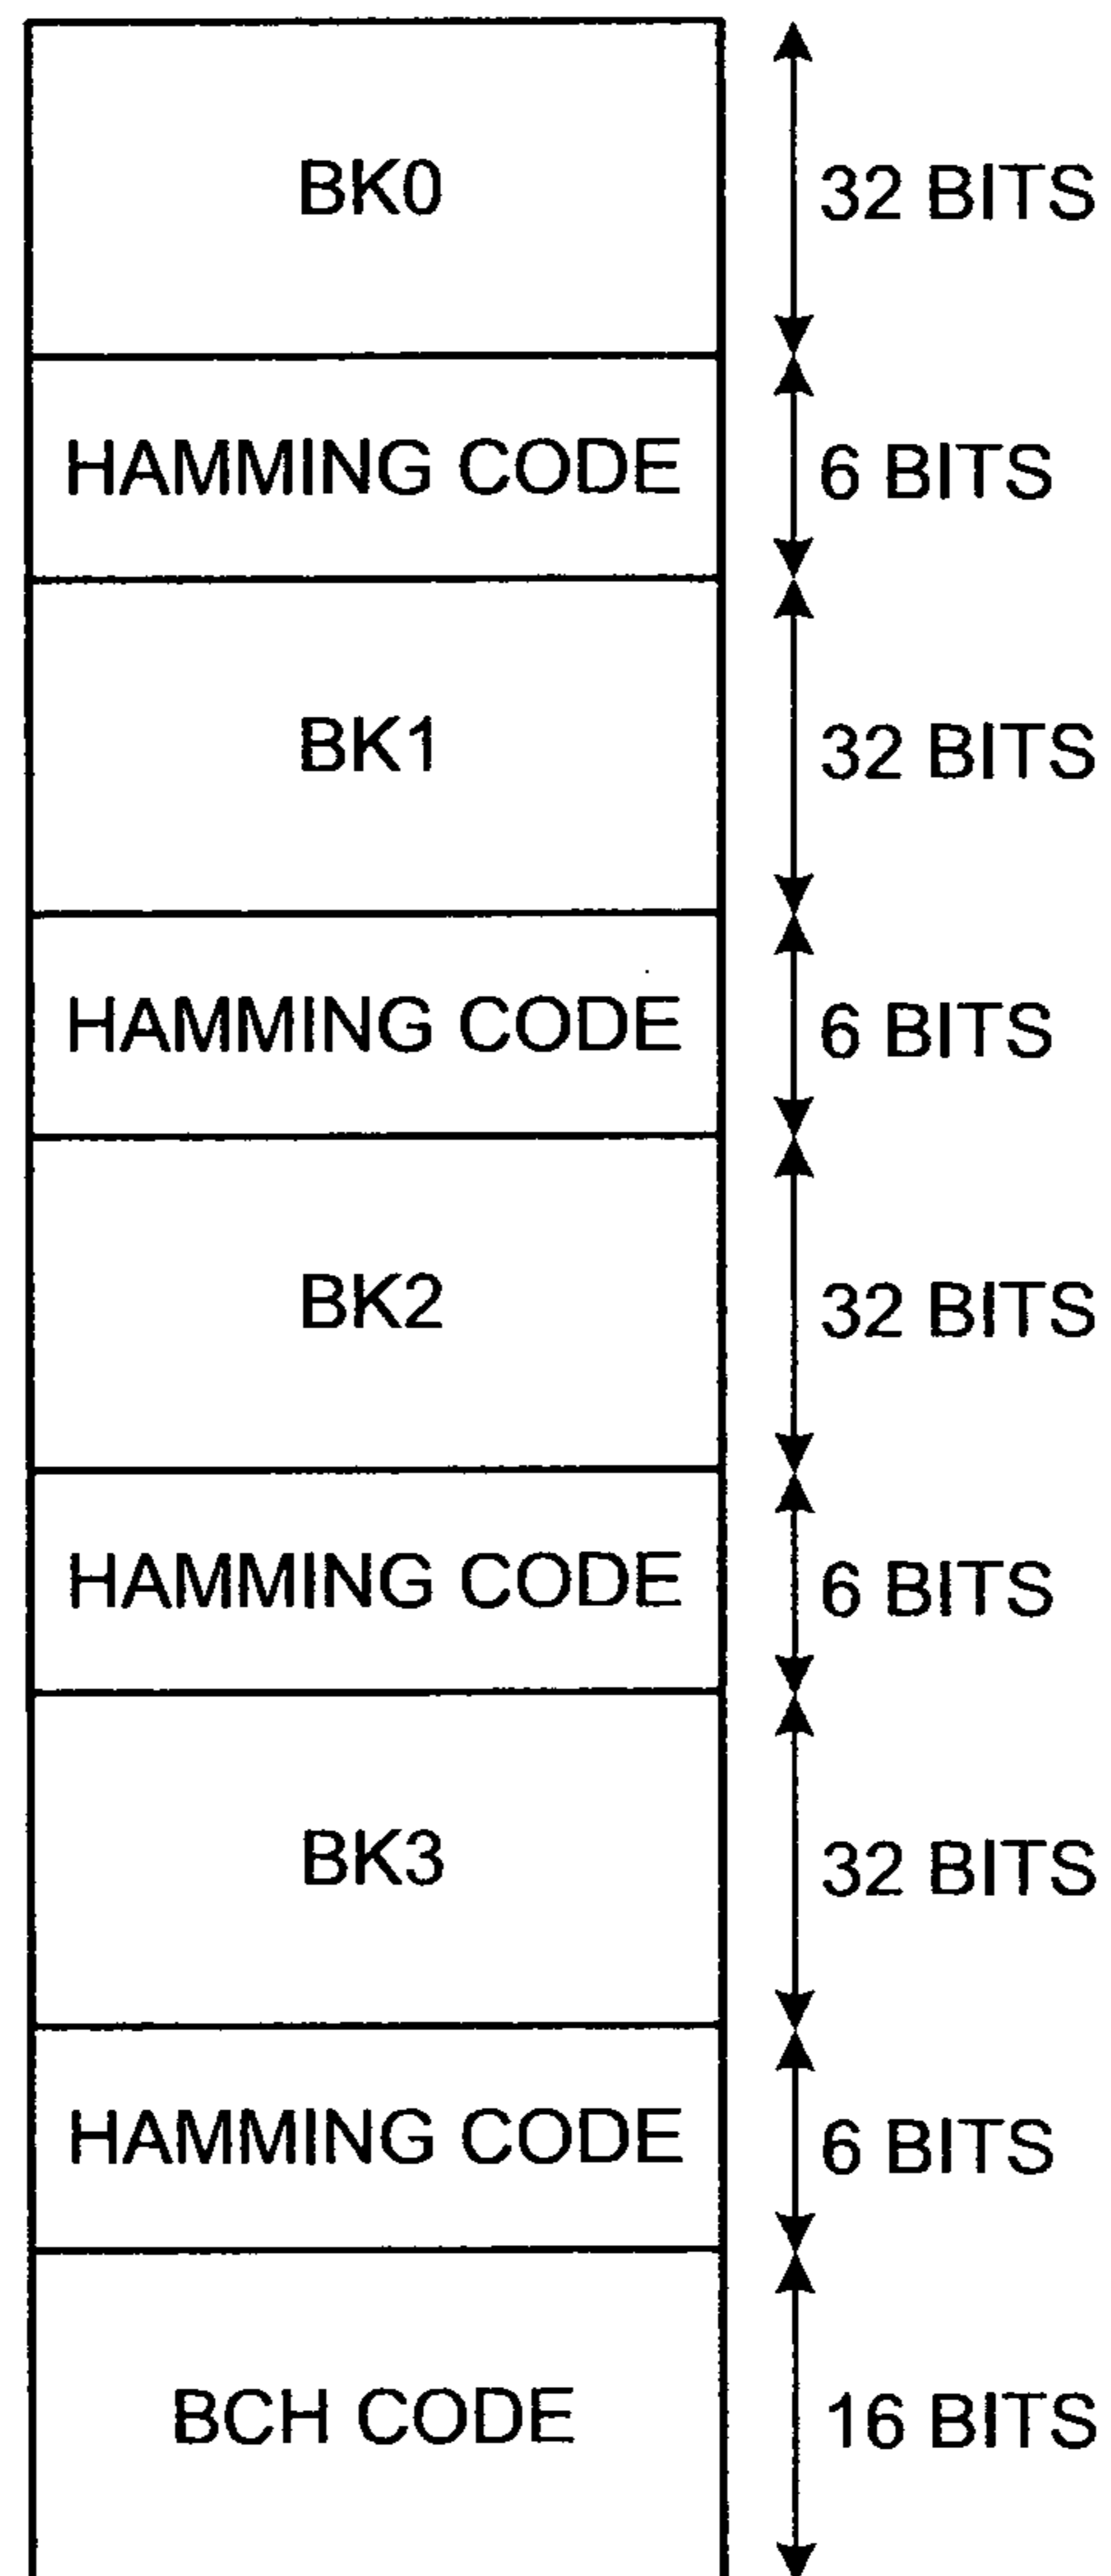 BK0
32 BITS
HAMMING CODE
6 BITS
BK1
32 BITS
HAMMING CODE
6 BITS
BK2
32 BITS
HAMMING CODE
6 BITS
BK3
32 BITS
HAMMING CODE
6 BITS
BCH CODE
16 BITS